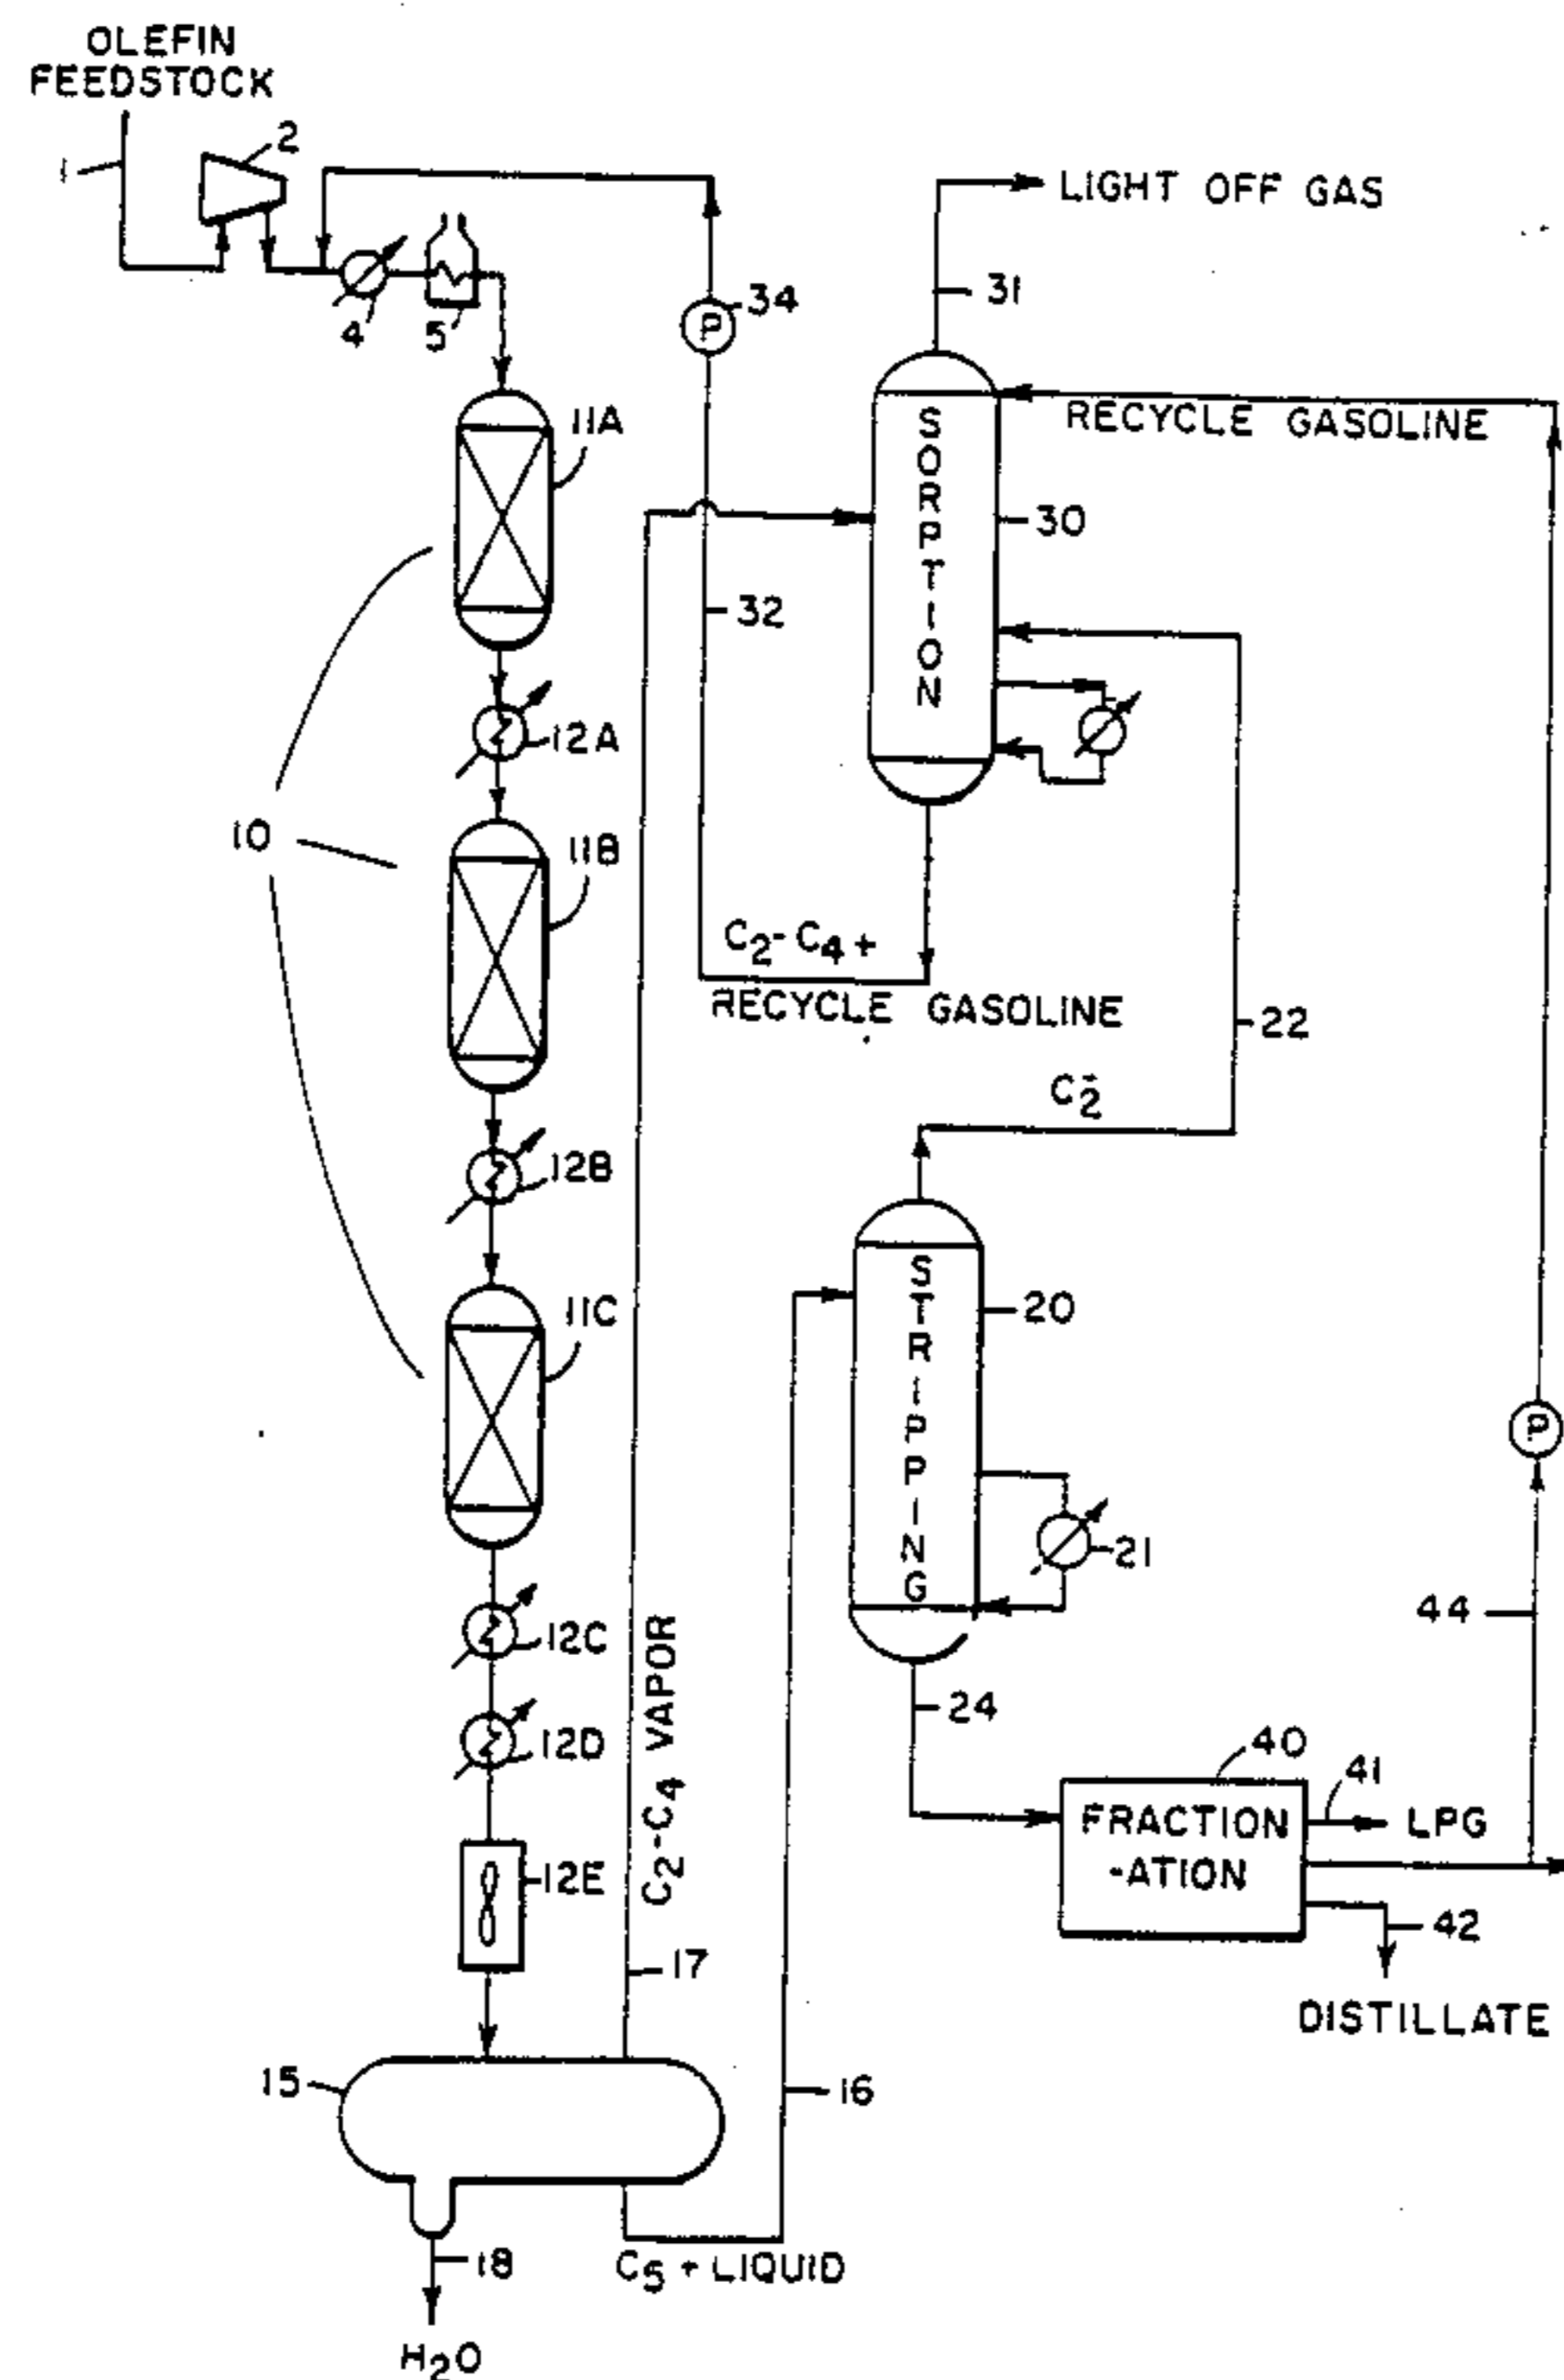 OLEFIN
FEEDSTOCK
1
2
4
5
LIGHT OFF GAS
31
34
P
RECYCLE GASOLINE
SORPTION
30
32
11A
12A
10
11B
C2-C4+
RECYCLE GASOLINE
22
C2-
12B
11C
STRIPPING
20
21
P
44
12C
12D
12E
C2-C4 VAPOR
17
24
40
41
FRACTION
-ATION
LPG
42
DISTILLATE
15
16
18
C5+ LIQUID
H2O